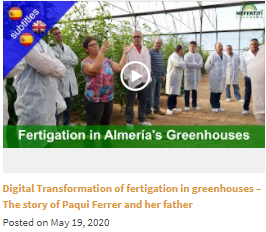 subtitles
NEFERTITI
Fertigation in Almería's Greenhouses
Digital Transformation of fertigation in greenhouses –
The story of Paqui Ferrer and her father
Posted on May 19, 2020